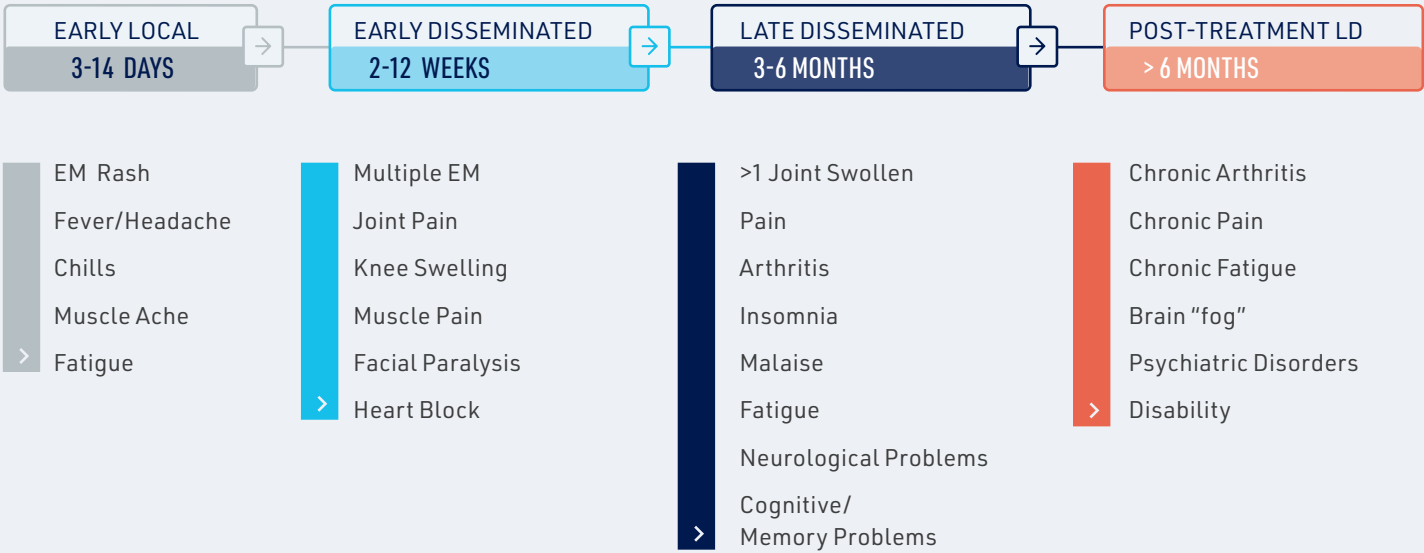 EARLY LOCAL
3-14 DAYS
EARLY DISSEMINATED
2-12 WEEKS
LATE DISSEMINATED
3-6 MONTHS
POST-TREATMENT LD
> 6 MONTHS
EM Rash
Fever/Headache
Chills
Muscle Ache
Fatigue
Multiple EM
Joint Pain
Knee Swelling
Muscle Pain
Facial Paralysis
Heart Block
>1 Joint Swollen
Pain
Arthritis
Insomnia
Malaise
Fatigue
Neurological Problems
Cognitive/
Memory Problems
Chronic Arthritis
Chronic Pain
Chronic Fatigue
Brain “fog”
Psychiatric Disorders
Disability